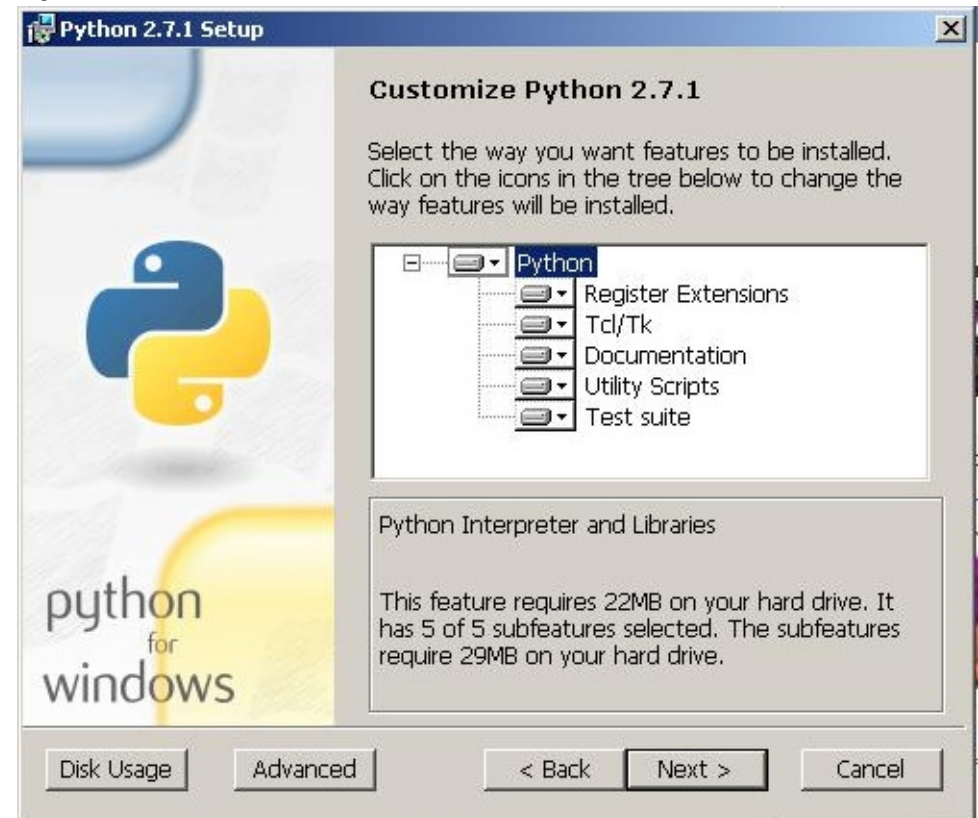 Python 2.7.1 Setup
Customize Python 2.7.1
Select the way you want features to be installed.
Click on the icons in the tree below to change the
way features will be installed.
Python
Register Extensions
Tcl/Tk
Documentation
Utility Scripts
Test suite
Python Interpreter and Libraries
This feature requires 22MB on your hard drive. It
has 5 of 5 subfeatures selected. The subfeatures
require 29MB on your hard drive.
python
for
windows
Disk Usage
Advanced
< Back
Next >
Cancel